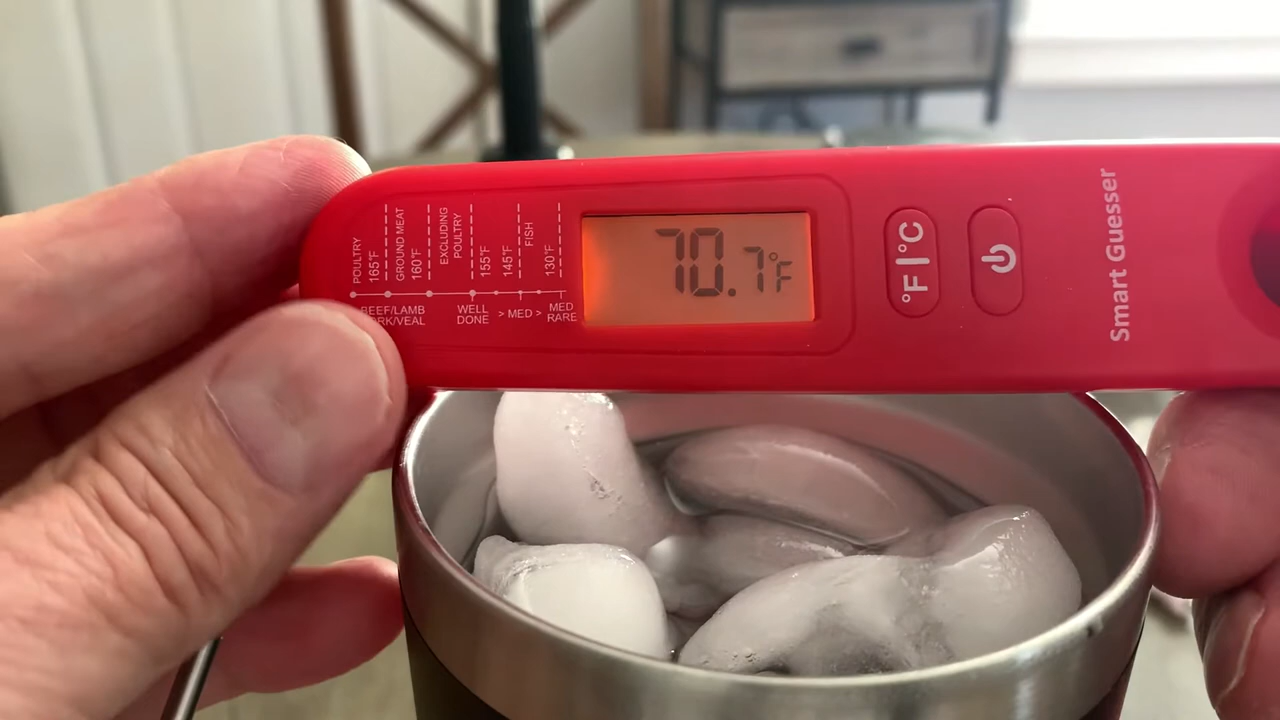 POULTRY
165°F
GROUND MEAT
160°F
EXCLUDING
POULTRY
155°F
145°F
FISH
130°F
BEEF/LAMB
WELL
DONE
> MED >
MED
RARE
70.7°F
°F|°C
Smart Guesser